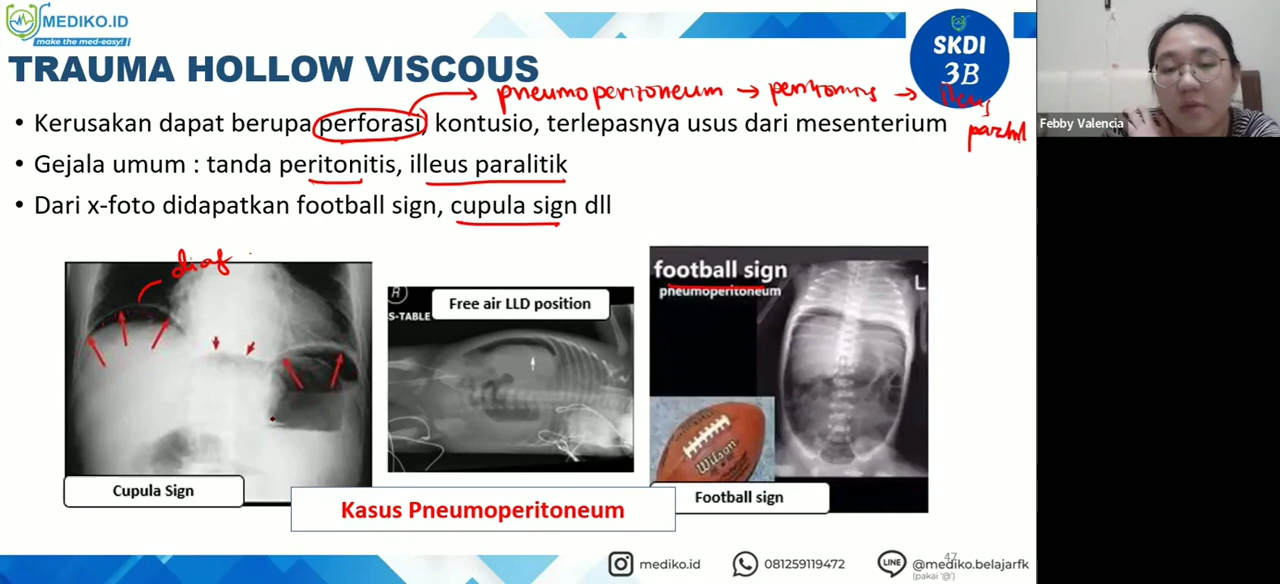 MEDIKO.ID
make the med-easy!
SKDI
3B
TRAUMA HOLLOW VISCOUS
pneumoperitoneum → peritonitis → ileus
• Kerusakan dapat berupa perforasi, kontusio, terlepasnya usus dari mesenterium
• Gejala umum : tanda peritonitis, illeus paralitik
• Dari x-foto didapatkan football sign, cupula sign dll
diaf
Cupula Sign
R
S-TABLE
Free air LLD position
football sign
pneumoperitoneum
L
Wilson
Football sign
Kasus Pneumoperitoneum
mediko.id
081259119472
LINE
@mediko.belajarfk
(pakai '@')
47
Febby Valencia